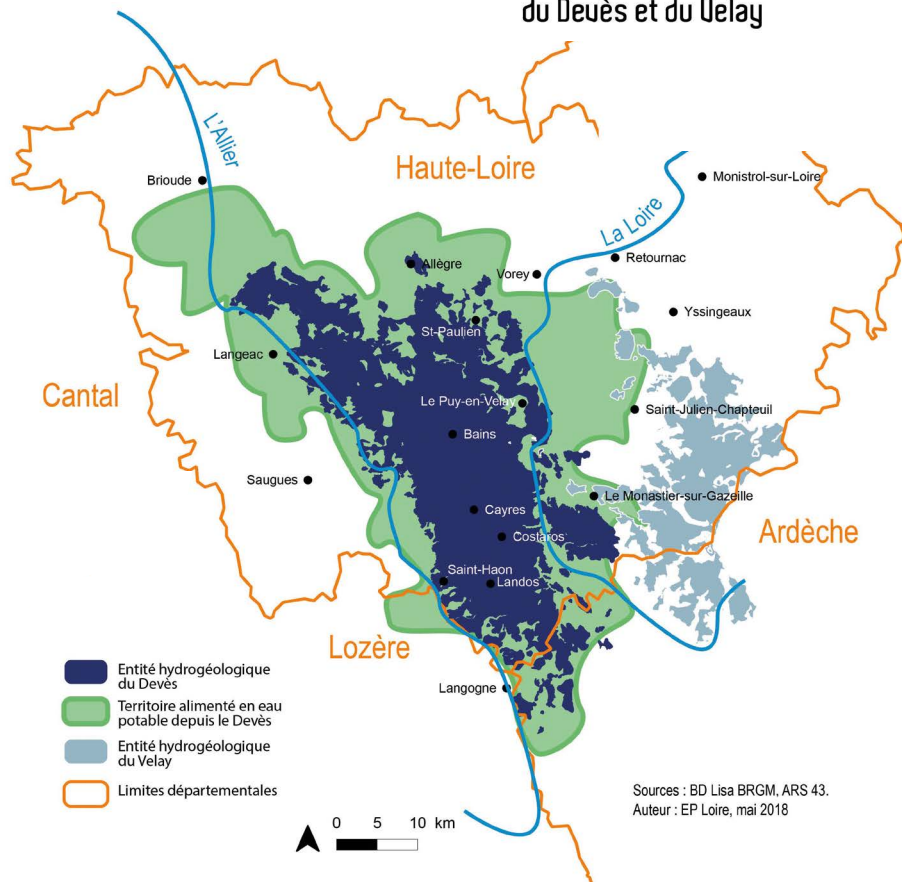 du Devès et du Velay
L'Allier
Brioude
Haute-Loire
Monistrol-sur-Loire
La Loire
Allègre
Vorey
Retournac
St-Paulien
Yssingeaux
Langeac
Cantal
Le Puy-en-Velay
Saint-Julien-Chapteuil
Bains
Saugues
Le Monastier-sur-Gazeille
Cayres
Costaros
Ardèche
Saint-Haon
Landos
Lozère
Langogne
Entité hydrogéologique
du Devès
Territoire alimenté en eau
potable depuis le Devès
Entité hydrogéologique
du Velay
Limites départementales
Sources : BD Lisa BRGM, ARS 43.
Auteur : EP Loire, mai 2018
0 5 10 km